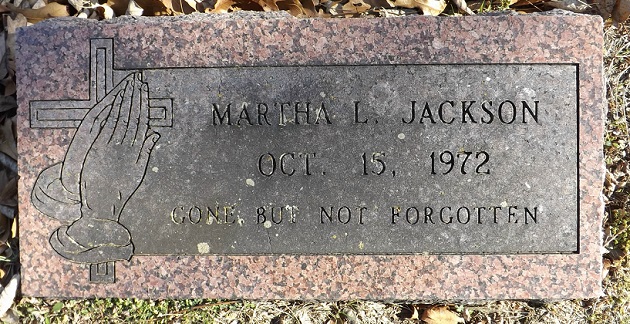 MARTHA L. JACKSON
OCT. 15, 1972
GONE BUT NOT FORGOTTEN